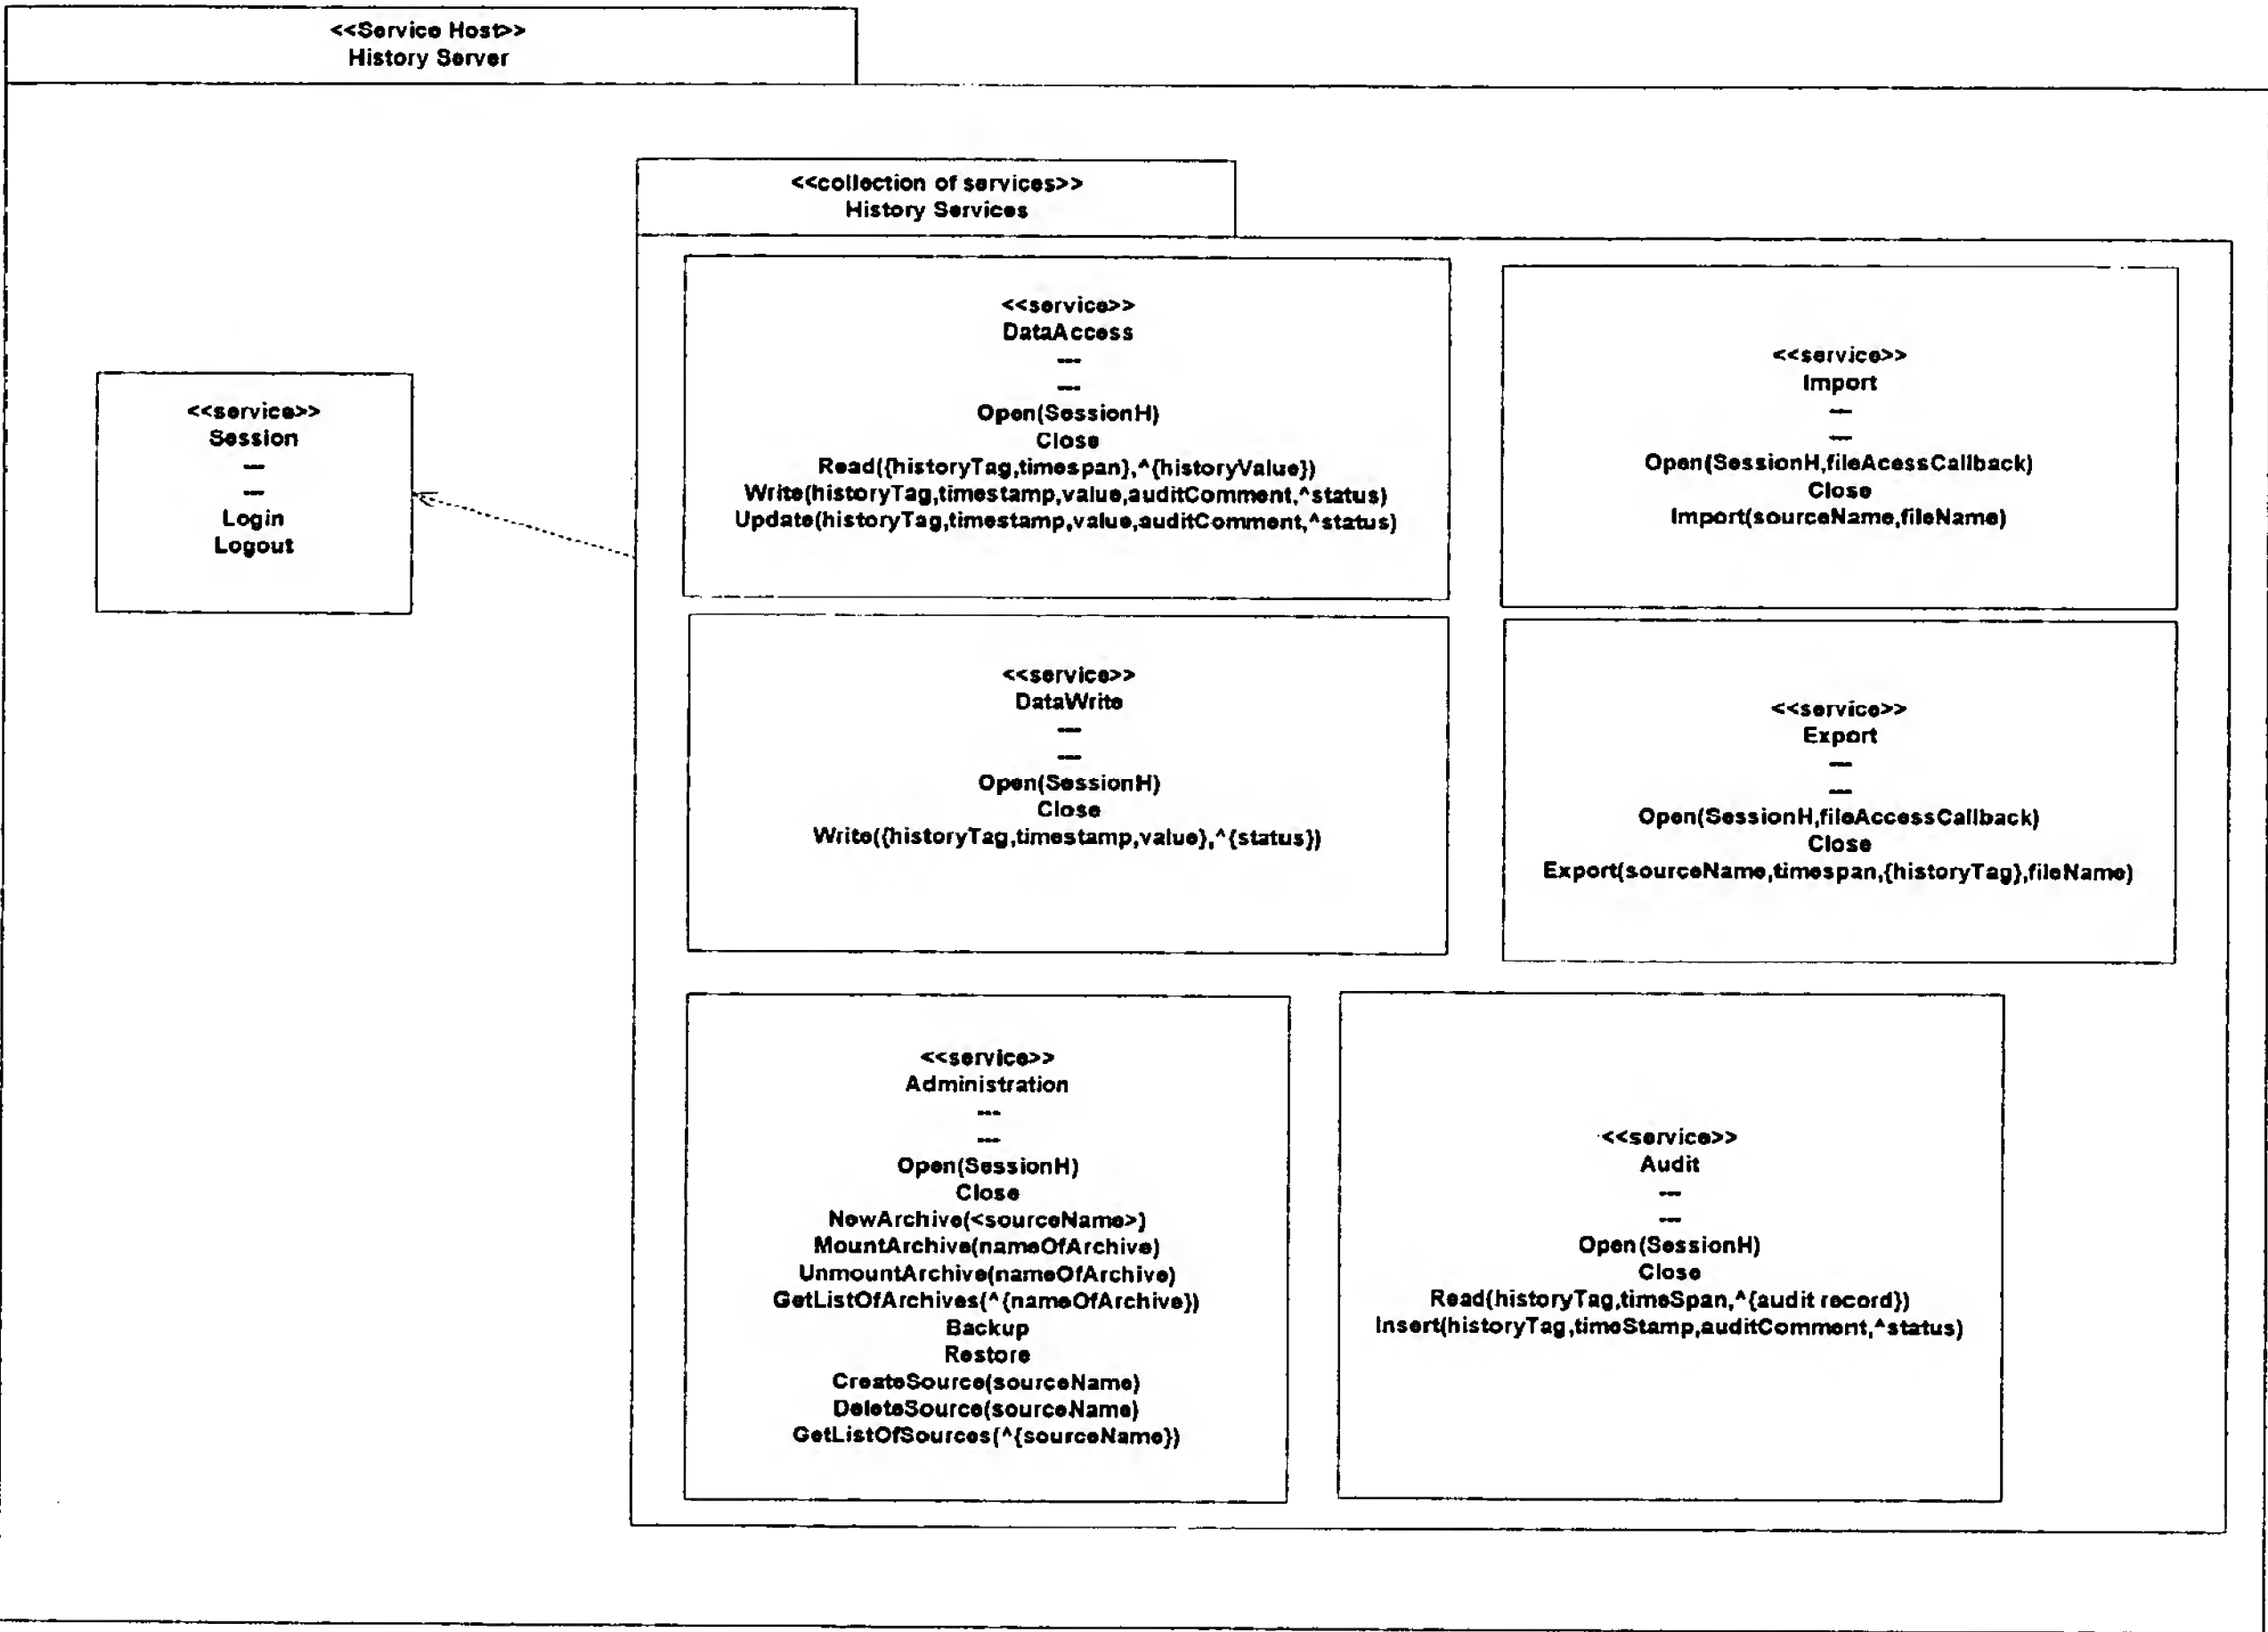 <<Service Host>>
History Server
<<collection of services>>
History Services
<<service>>
Session
---
---
Login
Logout
<<service>>
DataAccess
---
---
Open(SessionH)
Close
Read({historyTag,timespan},^{historyValue})
Write(historyTag,timestamp,value,auditComment,^status)
Update(historyTag,timestamp,value,auditComment,^status)
<<service>>
Import
---
---
Open(SessionH,fileAcessCallback)
Close
Import(sourceName,fileName)
<<service>>
DataWrite
---
---
Open(SessionH)
Close
Write({historyTag,timestamp,value},^{status})
<<service>>
Export
---
---
Open(SessionH,fileAccessCallback)
Close
Export(sourceName,timespan,{historyTag},fileName)
<<service>>
Administration
---
---
Open(SessionH)
Close
NewArchive(<sourceName>)
MountArchive(nameOfArchive)
UnmountArchive(nameOfArchive)
GetListOfArchives(^{nameOfArchive})
Backup
Restore
CreateSource(sourceName)
DeleteSource(sourceName)
GetListOfSources(^{sourceName})
<<service>>
Audit
---
---
Open(SessionH)
Close
Read(historyTag,timeSpan,^{audit record})
Insert(historyTag,timeStamp,auditComment,^status)